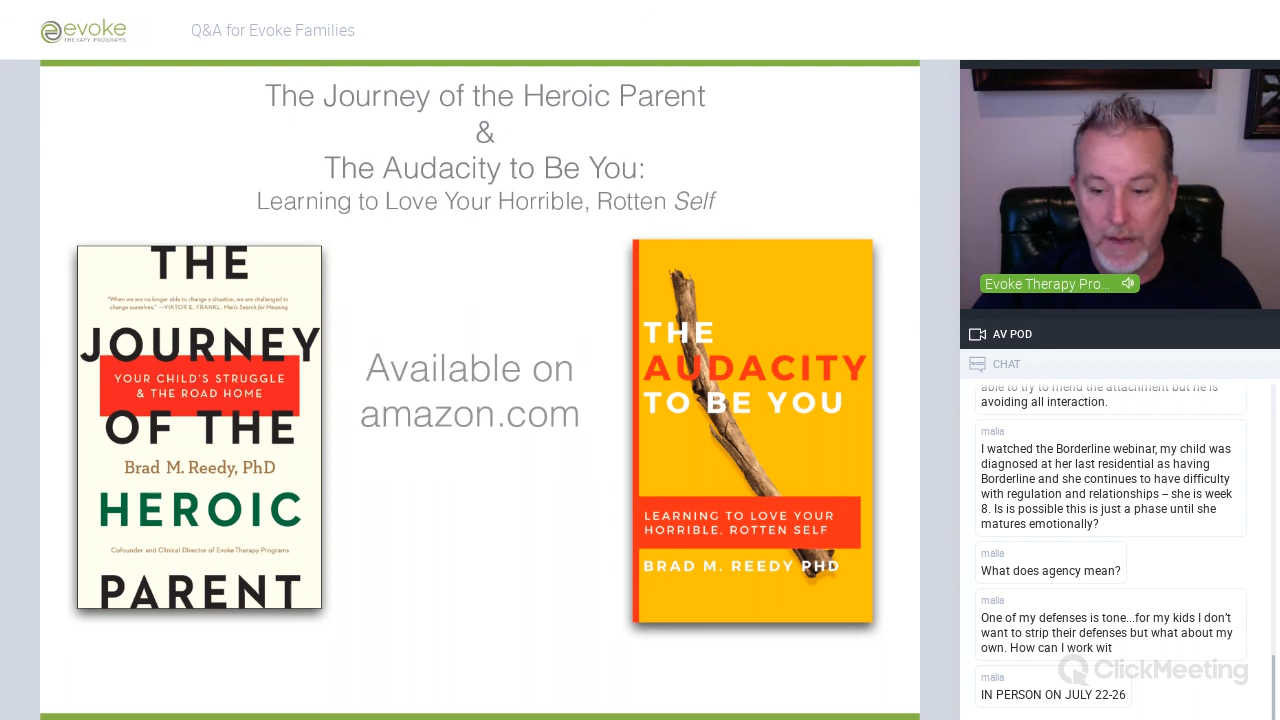 evoke
THERAPY PROGRAMS
Q&A for Evoke Families
The Journey of the Heroic Parent
&
The Audacity to Be You:
Learning to Love Your Horrible, Rotten Self
THE
"When we are no longer able to change a situation, we are challenged to
change ourselves." —VIKTOR E. FRANKL, Man's Search for Meaning
JOURNEY
YOUR CHILD'S STRUGGLE
& THE ROAD HOME
OF THE
Brad M. Reedy, PhD
HEROIC
Cofounder and Clinical Director of Evoke Therapy Programs
PARENT
Available on
amazon.com
THE
AUDACITY
TO BE YOU
LEARNING TO LOVE YOUR
HORRIBLE, ROTTEN SELF
BRAD M. REEDY PHD
Evoke Therapy Pro...
AV POD
CHAT
able to try to mend the attachment but he is
avoiding all interaction.
malia
I watched the Borderline webinar, my child was
diagnosed at her last residential as having
Borderline and she continues to have difficulty
with regulation and relationships – she is week
8. Is is possible this is just a phase until she
matures emotionally?
malia
What does agency mean?
malia
One of my defenses is tone...for my kids I don't
want to strip their defenses but what about my
own. How can I work wit
malia
IN PERSON ON JULY 22-26
ClickMeeting